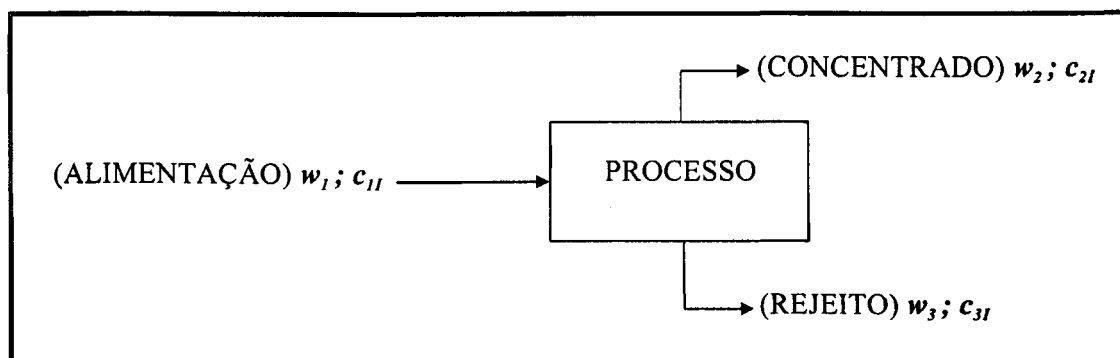 (CONCENTRADO) w₂; c₂₁
(ALIMENTAÇÃO) w₁; c₁₁
PROCESSO
(REJEITO) w₃; c₃₁